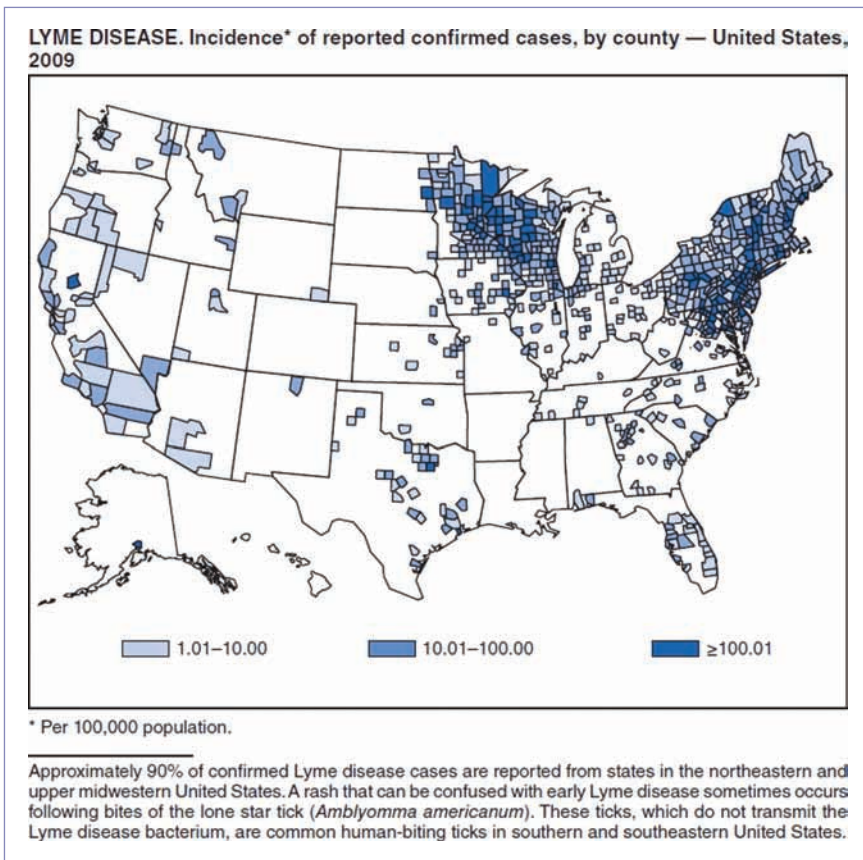 LYME DISEASE. Incidence* of reported confirmed cases, by county — United States,
2009
1.01–10.00 10.01–100.00 ≥100.01
* Per 100,000 population.
Approximately 90% of confirmed Lyme disease cases are reported from states in the northeastern and
upper midwestern United States. A rash that can be confused with early Lyme disease sometimes occurs
following bites of the lone star tick (Amblyomma americanum). These ticks, which do not transmit the
Lyme disease bacterium, are common human-biting ticks in southern and southeastern United States.